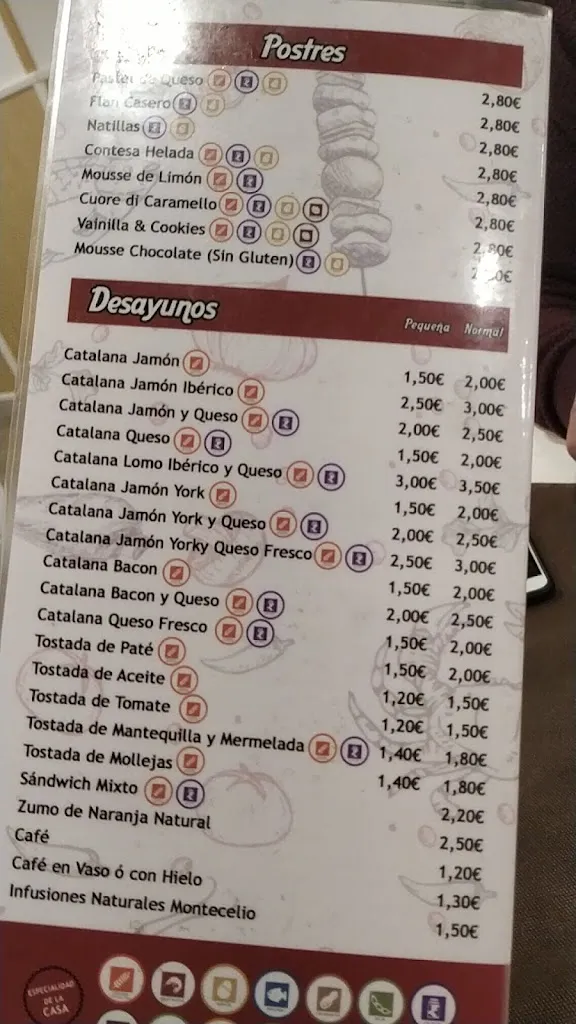 Postres
Pastel de Queso 2,80€
Flan Casero 2,80€
Natillas 2,80€
Contesa Helada 2,80€
Mousse de Limón 2,80€
Cuore di Caramello 2,80€
Vainilla & Cookies 2,80€
Mousse Chocolate (Sin Gluten)
Desayunos Pequeña Normal
Catalana Jamón 1,50€ 2,00€
Catalana Jamón Ibérico 2,50€ 3,00€
Catalana Jamón y Queso 2,00€ 2,50€
Catalana Queso 1,50€ 2,00€
Catalana Lomo Ibérico y Queso 3,00€ 3,50€
Catalana Jamón York 1,50€ 2,00€
Catalana Jamón York y Queso 2,00€ 2,50€
Catalana Jamón Yorky Queso Fresco 2,50€ 3,00€
Catalana Bacon 1,50€ 2,00€
Catalana Bacon y Queso 2,00€ 2,50€
Catalana Queso Fresco 1,50€ 2,00€
Tostada de Paté 1,50€ 2,00€
Tostada de Aceite 1,20€ 1,50€
Tostada de Tomate 1,20€ 1,50€
Tostada de Mantequilla y Mermelada 1,40€ 1,80€
Tostada de Mollejas 1,40€ 1,80€
Sándwich Mixto 2,20€
Zumo de Naranja Natural 2,50€
Café 1,20€
Café en Vaso ó con Hielo 1,30€
Infusiones Naturales Montecelio 1,50€
ESPECIALIDAD
DE LA
CASA